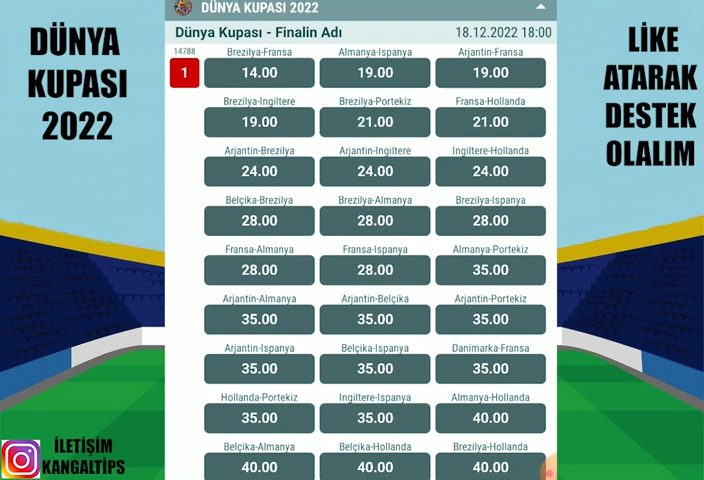 DÜNYA
KUPASI
2022
DÜNYA KUPASI 2022
Dünya Kupası - Finalin Adı 18.12.2022 18:00
14788
1
Brezilya-Fransa Almanya-Ispanya Arjantin-Fransa
14.00 19.00 19.00
Brezilya-Ingiltere Brezilya-Portekiz Fransa-Hollanda
19.00 21.00 21.00
Arjantin-Brezilya Arjantin-Ingiltere Ingiltere-Hollanda
24.00 24.00 24.00
Belçika-Brezilya Brezilya-Almanya Brezilya-Ispanya
28.00 28.00 28.00
Fransa-Almanya Fransa-Ispanya Almanya-Portekiz
28.00 28.00 35.00
Arjantin-Almanya Arjantin-Belçika Arjantin-Portekiz
35.00 35.00 35.00
Arjantin-Ispanya Belçika-Ispanya Danimarka-Fransa
35.00 35.00 35.00
Hollanda-Portekiz Ingiltere-Ispanya Almanya-Hollanda
35.00 35.00 40.00
Belçika-Almanya Belçika-Hollanda Brezilya-Hollanda
40.00 40.00 40.00
LİKE
ATARAK
DESTEK
OLALIM
İLETİŞİM
KANGALTİPS